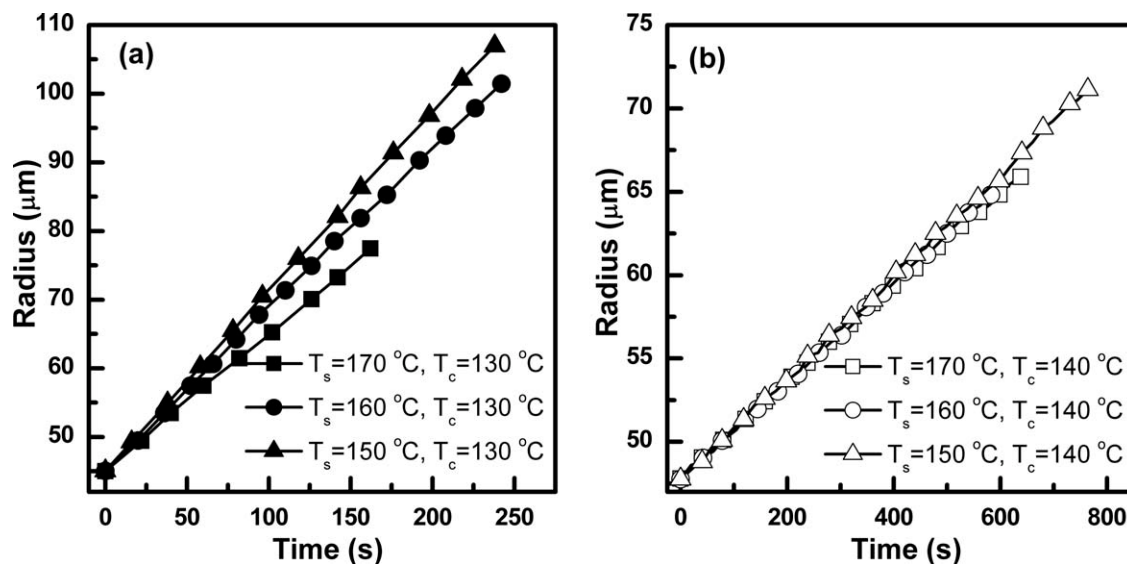 (a)
Radius (μm)
110
100
90
80
70
60
50
0 50 100 150 200 250
Time (s)
T_s=170 °C, T_c=130 °C
T_s=160 °C, T_c=130 °C
T_s=150 °C, T_c=130 °C
(b)
Radius (μm)
75
70
65
60
55
50
0 200 400 600 800
Time (s)
T_s=170 °C, T_c=140 °C
T_s=160 °C, T_c=140 °C
T_s=150 °C, T_c=140 °C